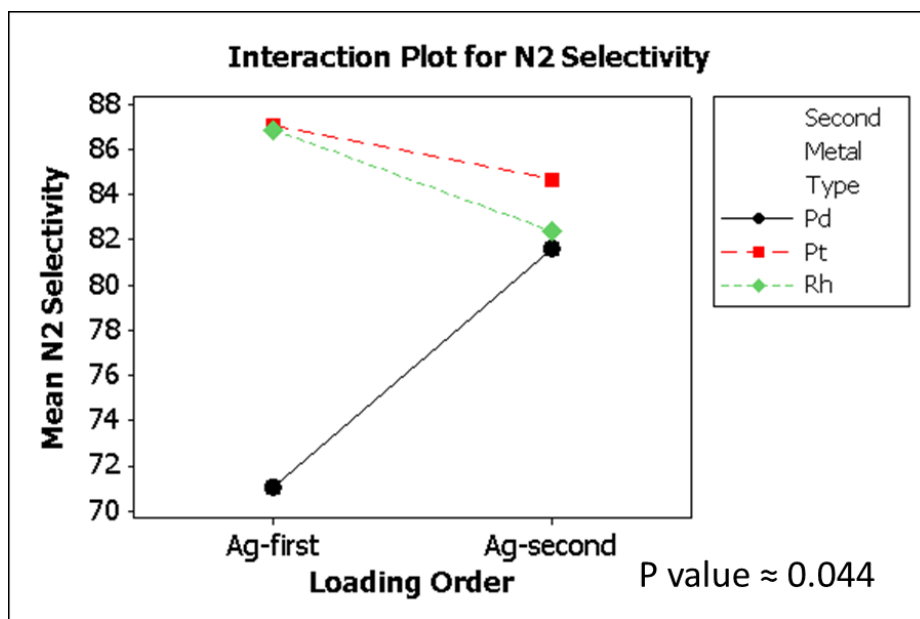 Interaction Plot for N2 Selectivity
Mean N2 Selectivity
88
86
84
82
80
78
76
74
72
70
Ag-first Ag-second
Loading Order
Second
Metal
Type
Pd
Pt
Rh
P value ≈ 0.044